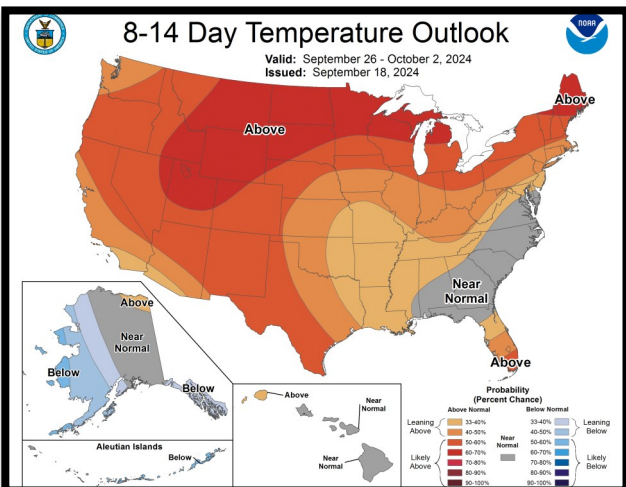 8-14 Day Temperature Outlook
Valid: September 26 - October 2, 2024
Issued: September 18, 2024
NOAA
Above
Above
Near
Normal
Above
Above
Near
Normal
Below
Below
Aleutian Islands
Below
Above
Near
Normal
Near
Normal
Probability
(Percent Chance)
Above Normal
Below Normal
Leaning
Above
33-40%
40-50%
Likely
Above
50-60%
60-70%
70-80%
80-90%
90-100%
Near
Normal
33-40%
40-50%
Leaning
Below
50-60%
60-70%
70-80%
80-90%
90-100%
Likely
Below